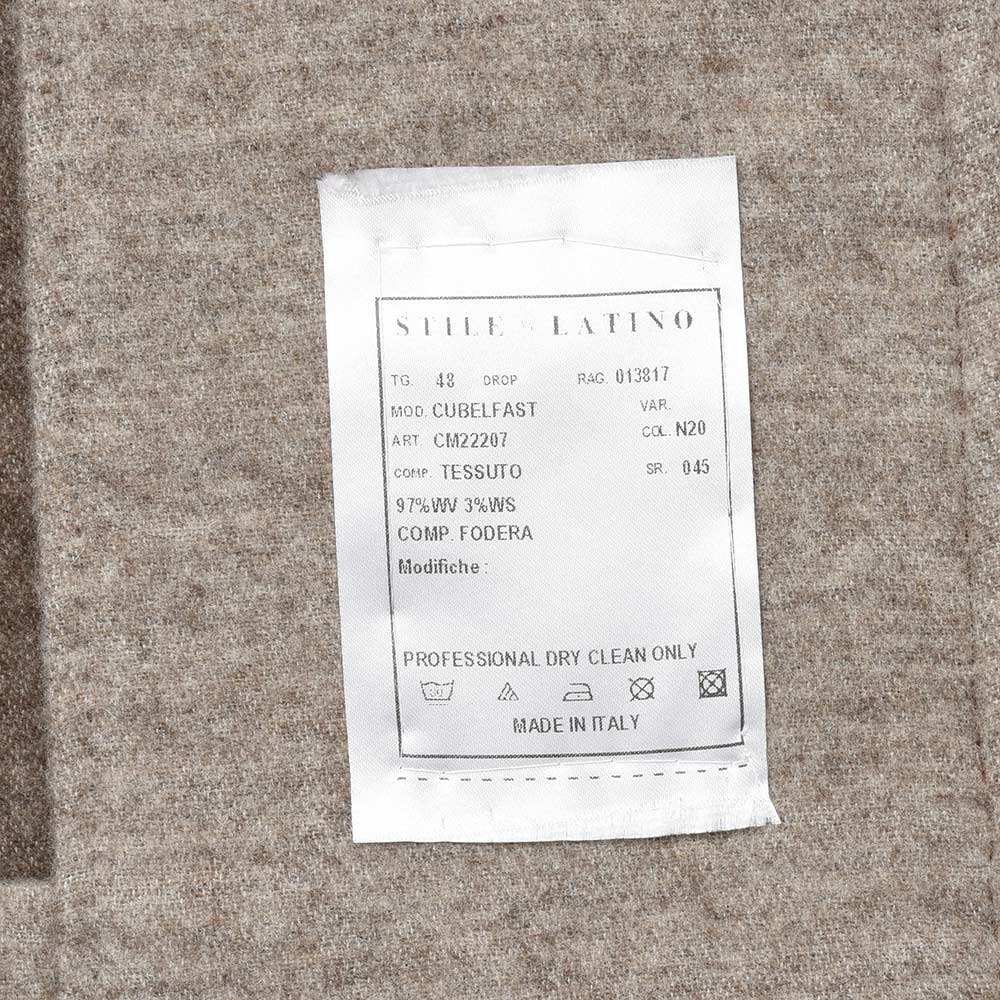 STILE LATINO
TG. 48 DROP RAG. 013817
MOD. CUBELFAST VAR.
ART. CM22207 COL. N20
COMP. TESSUTO SR. 045
97%WV 3%WS
COMP. FODERA
Modifiche :
PROFESSIONAL DRY CLEAN ONLY
30
MADE IN ITALY